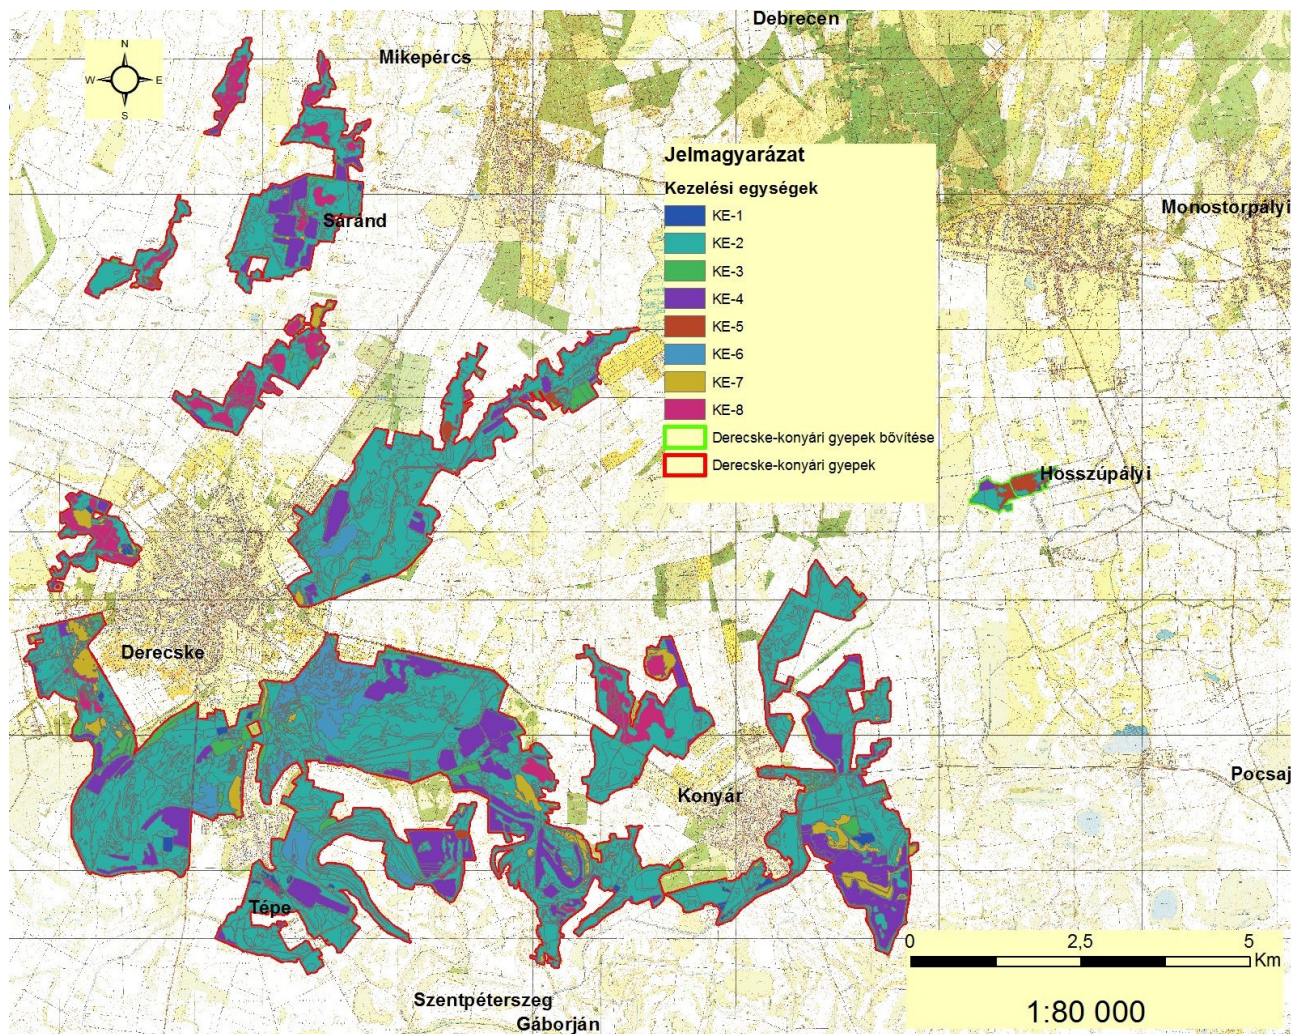 Debrecen
Mikepércs
N
W E
S
Jelmagyarázat
Kezelési egységek
KE-1
KE-2
KE-3
KE-4
KE-5
KE-6
KE-7
KE-8
Derecske-konyári gyepek bővítése
Derecske-konyári gyepek
Monostorpályi
Sáránd
Hosszúpályi
Derecske
Konyár
Pocsaj
Tépe
Szentpéterszeg
Gáborján
0 2,5 5
Km
1:80 000